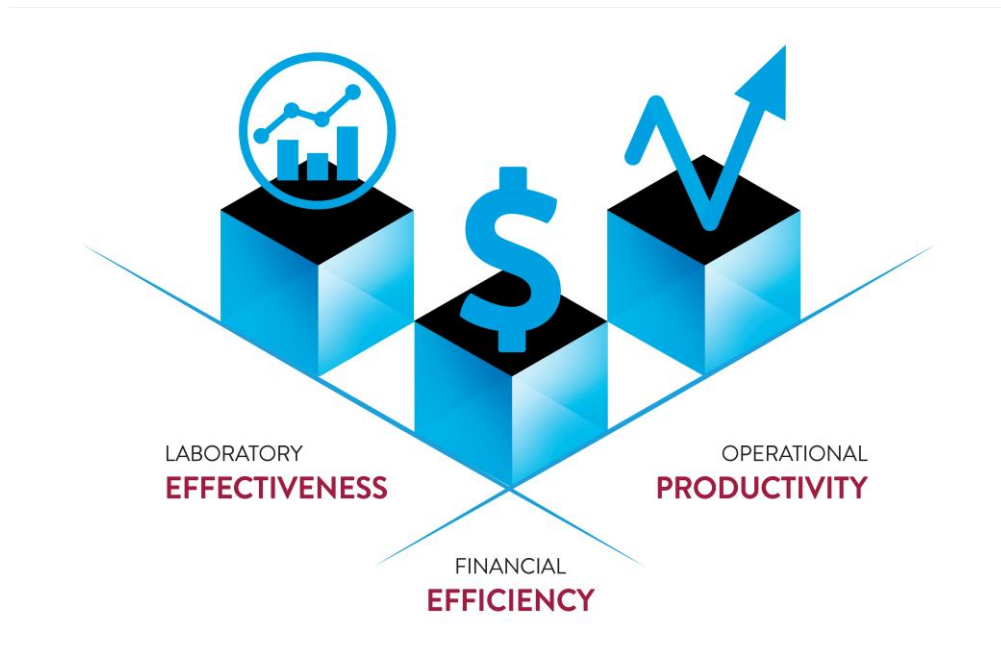 LABORATORY
EFFECTIVENESS
OPERATIONAL
PRODUCTIVITY
FINANCIAL
EFFICIENCY